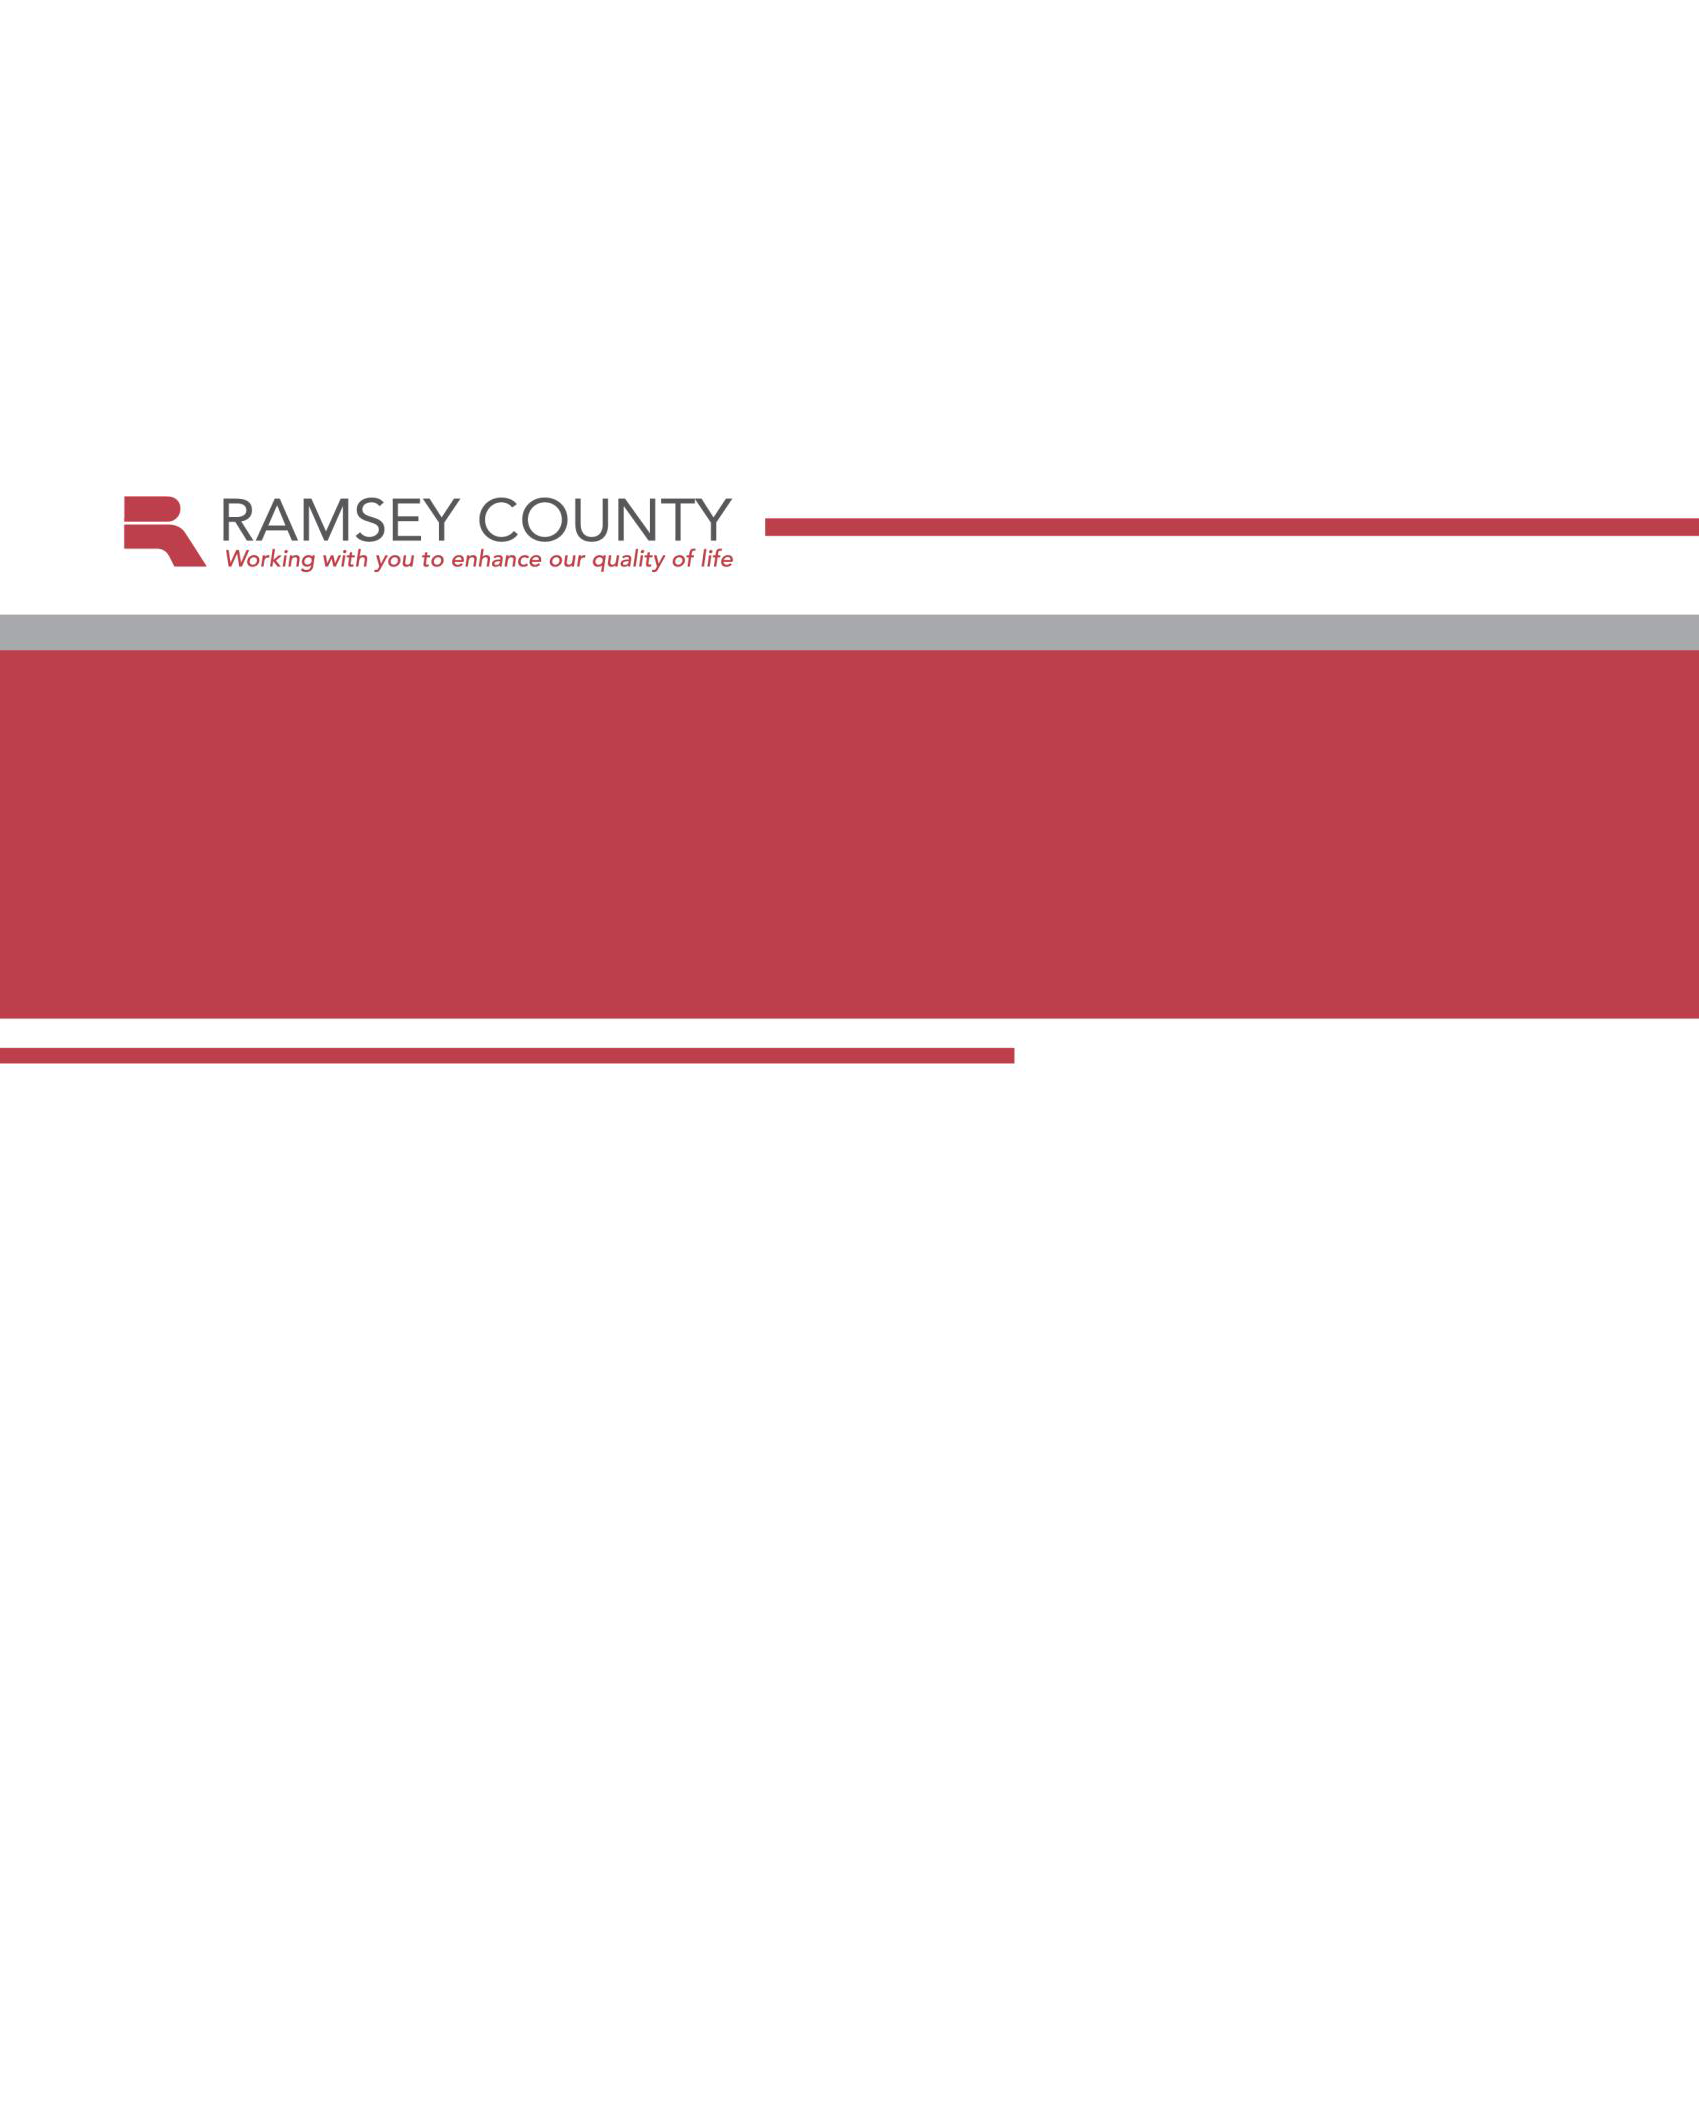 RAMSEY COUNTY
Working with you to enhance our quality of life